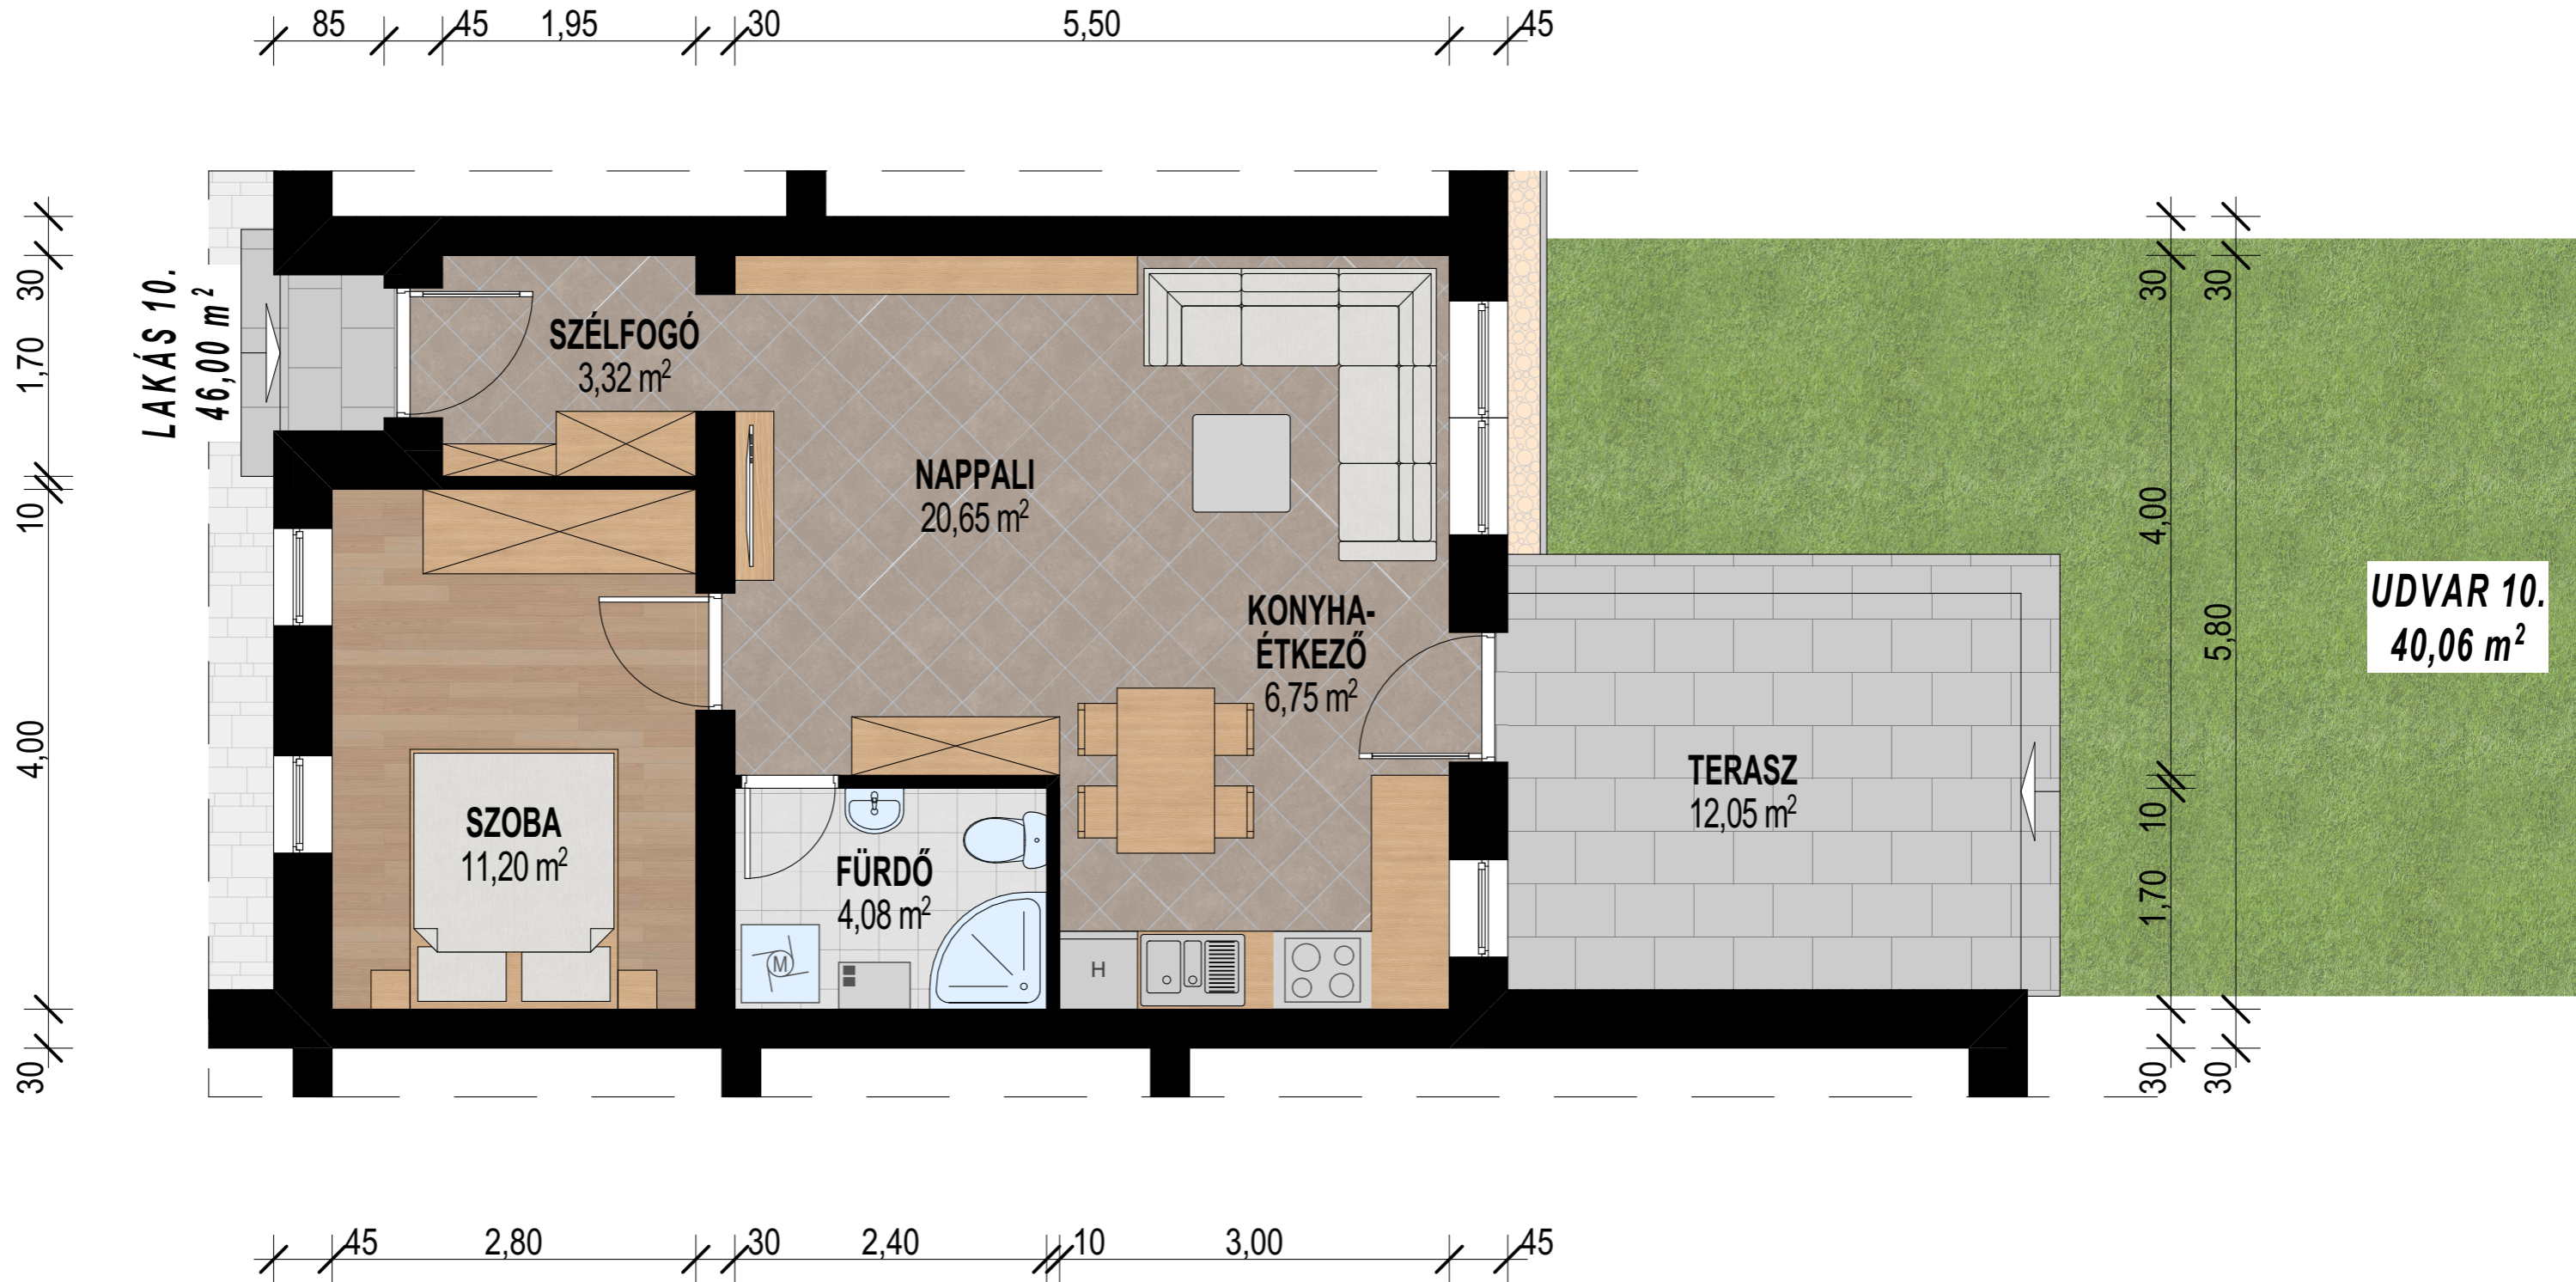 85 45 1,95 30 5,50 45
LAKÁS 10.
46,00 m²
30
1,70
10
4,00
30
SZÉLFOGÓ
3,32 m²
NAPPALI
20,65 m²
KONYHA-
ÉTKEZŐ
6,75 m²
SZOBA
11,20 m²
FÜRDŐ
4,08 m²
M
H
TERASZ
12,05 m²
30
4,00
10
1,70
30
30
5,80
30
UDVAR 10.
40,06 m²
45 2,80 30 2,40 10 3,00 45